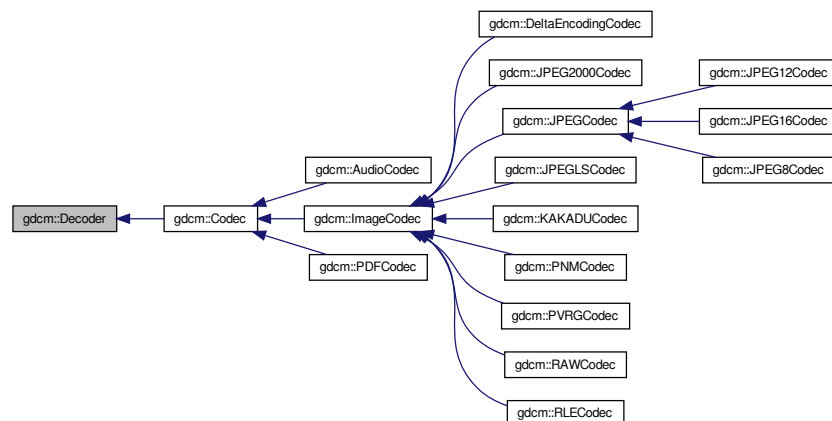 gdcm::DeltaEncodingCodec
gdcm::JPEG2000Codec
gdcm::JPEG12Codec
gdcm::JPEGCodec
gdcm::JPEG16Codec
gdcm::AudioCodec
gdcm::JPEGLSCodec
gdcm::JPEG8Codec
gdcm::Decoder
gdcm::Codec
gdcm::ImageCodec
gdcm::KAKADUCodec
gdcm::PDFCodec
gdcm::PNMCodec
gdcm::PVRGCodec
gdcm::RAWCodec
gdcm::RLECodec